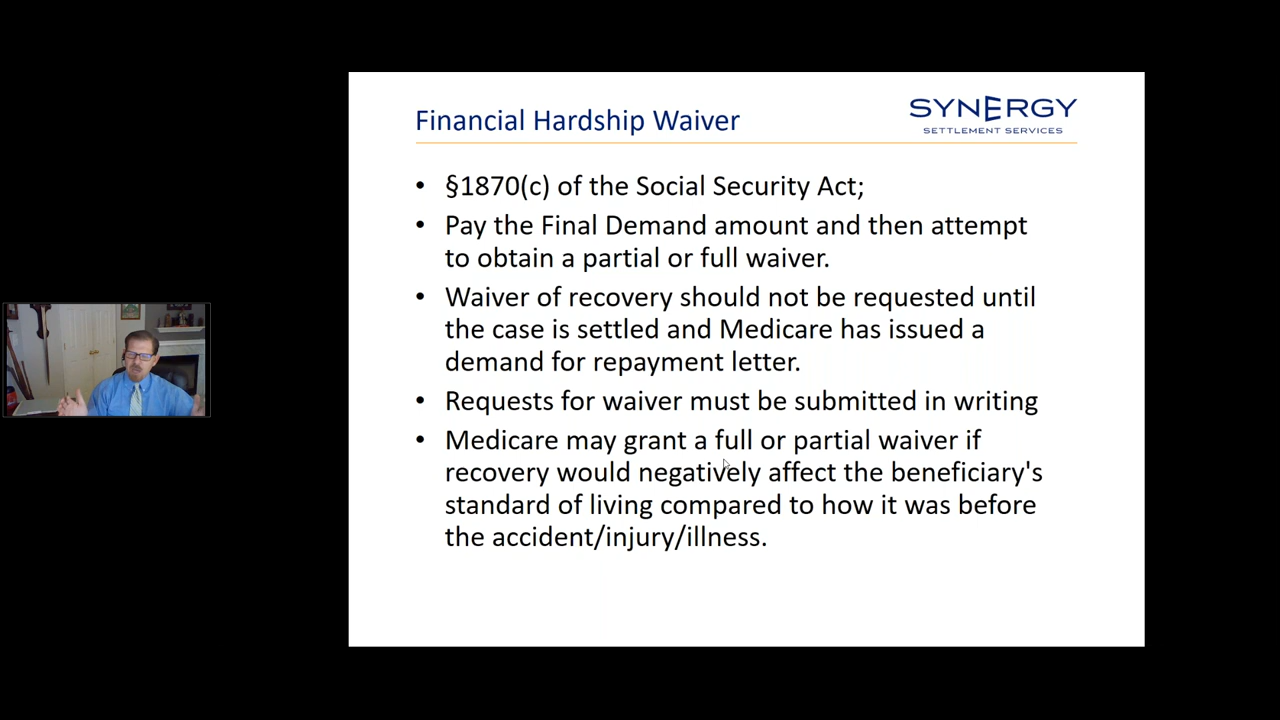 Financial Hardship Waiver
SYNERGY
SETTLEMENT SERVICES
• §1870(c) of the Social Security Act;
• Pay the Final Demand amount and then attempt
to obtain a partial or full waiver.
• Waiver of recovery should not be requested until
the case is settled and Medicare has issued a
demand for repayment letter.
• Requests for waiver must be submitted in writing
• Medicare may grant a full or partial waiver if
recovery would negatively affect the beneficiary's
standard of living compared to how it was before
the accident/injury/illness.